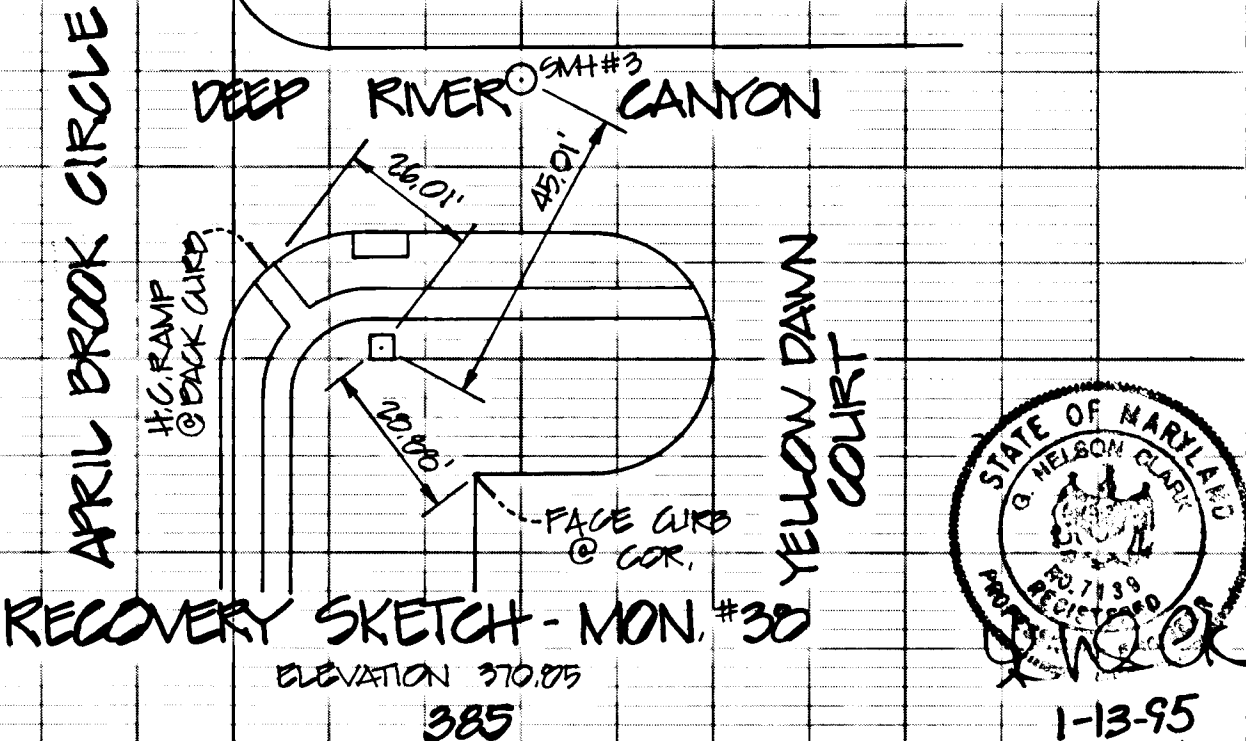 APRIL BROOK CIRCLE
DEEP RIVER CANYON
SMH#3
26.01'
45.01'
H.C. RAMP
@ BACK CURB
YELLOW DAWN
COURT
FACE CURB
@ COR.
RECOVERY SKETCH - MON. #38
ELEVATION 370.85
385
STATE OF MARYLAND
G. NELSON CLARK
NO. 7139
REGISTERED
1-13-95